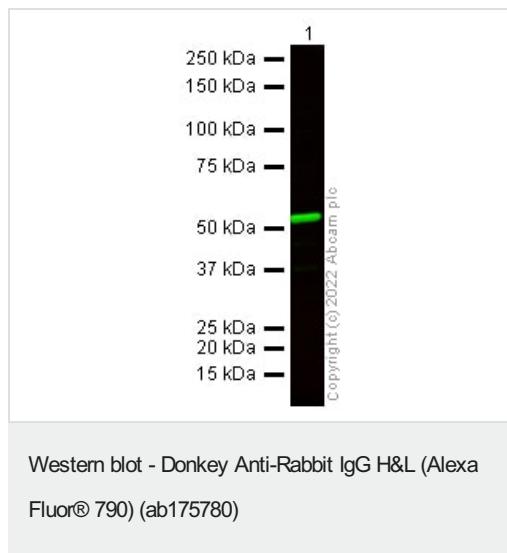 1
250 kDa
150 kDa
100 kDa
75 kDa
50 kDa
37 kDa
25 kDa
20 kDa
15 kDa
Copyright (c) 2022 Abcam plc
Western blot - Donkey Anti-Rabbit IgG H&L (Alexa
Fluor® 790) (ab175780)